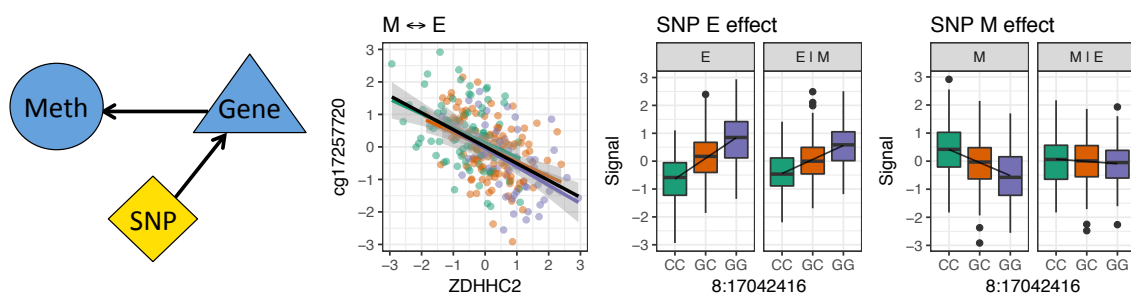 Meth
Gene
SNP
M ↔ E
cg17257720
3
2
1
0
−1
−2
−3
−3 −2 −1 0 1 2 3
ZDHHC2
SNP E effect
E
E | M
Signal
3
2
1
0
−1
−2
−3
CC GC GG CC GC GG
8:17042416
SNP M effect
M
M | E
Signal
3
2
1
0
−1
−2
−3
CC GC GG CC GC GG
8:17042416